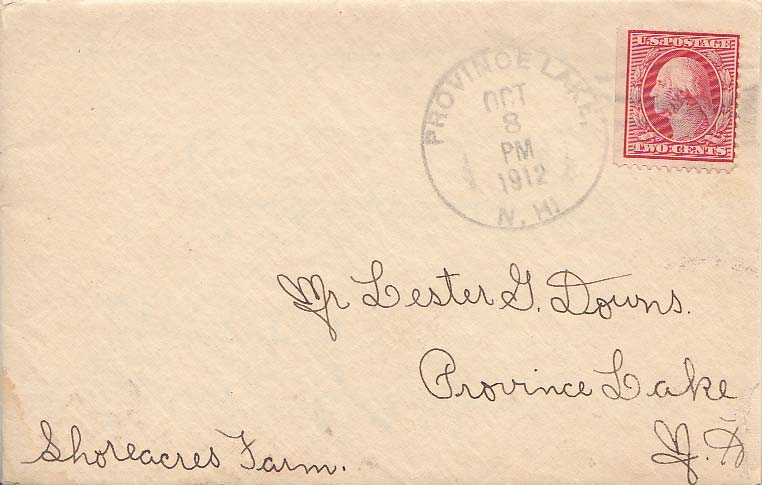 U.S. POSTAGE
TWO CENTS
PROVINCE LAKE,
OCT
8
PM
1912
N. H.
Mr Lester G. Downs.
Province Lake
N. H
Shoreacres Farm.